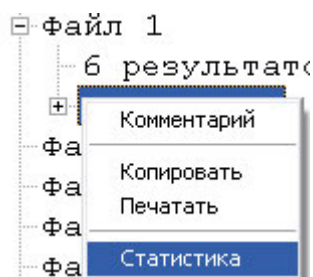 Файл 1
6 результато
Комментарий
Фа
Копировать
Фа
Печатать
Фа
Статистика
Фа